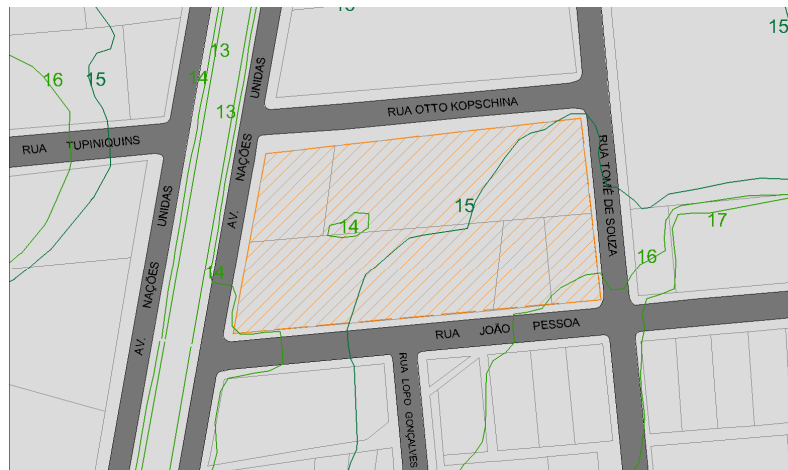 15
13
UNIDAS
16
15
14
13
RUA OTTO KOPSCHINA
RUA TUPINIQUINS
NAÇÕES
AV.
UNIDAS
NAÇÕES
AV.
14
15
14
RUA TOMÉ DE SOUZA
16
17
15
RUA JOÃO PESSOA
RUA LOPO GONÇALVES